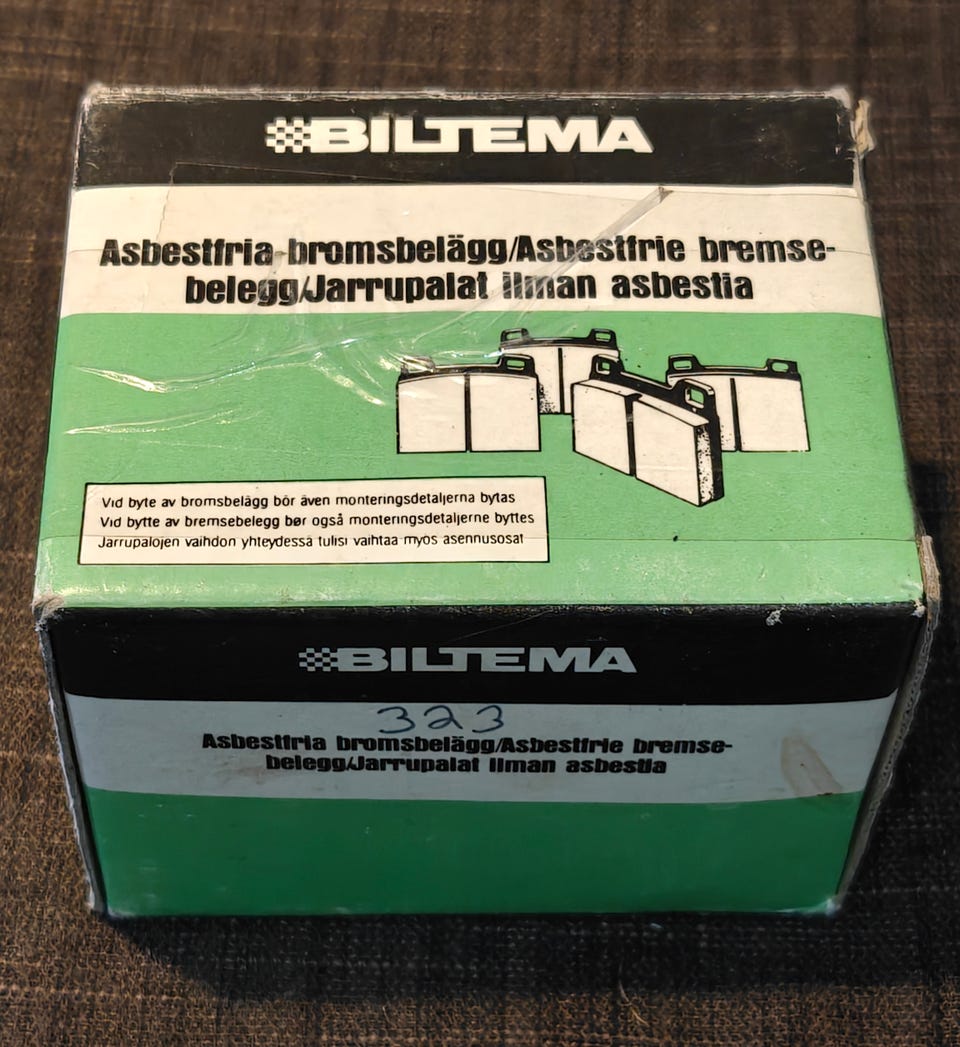 BILTEMA
Asbestfria bromsbelägg/Asbestfrie bremse-
belegg/Jarrupalat ilman asbestia
Vid byte av bromsbelägg bör även monteringsdetaljerna bytas
Vid bytte av bremsebelegg bør også monteringsdetaljerne byttes
Jarrupalojen vaihdon yhteydessä tulisi vaihtaa myös asennusosat
BILTEMA
323
Asbestfria bromsbelägg/Asbestfrie bremse-
belegg/Jarrupalat ilman asbestia